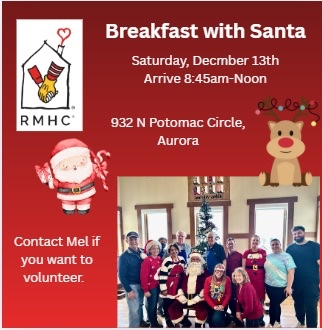 Breakfast with Santa
Saturday, Decmber 13th
Arrive 8:45am-Noon
RMHC®
932 N Potomac Circle,
Aurora
Contact Mel if
you want to
volunteer.